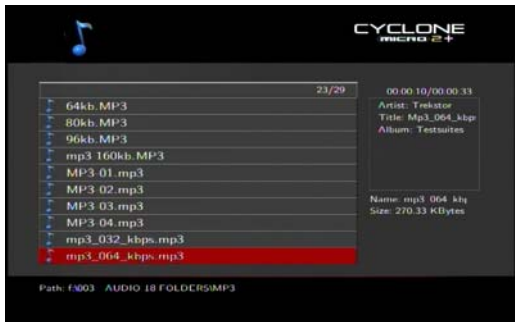 CYCLONE
MICRO 2+
23/29
00:00:10/00:00:33
64kb.MP3
80kb.MP3
96kb.MP3
mp3 160kb.MP3
MP3-01.mp3
MP3-02.mp3
MP3-03.mp3
MP3-04.mp3
mp3_032_kbps.mp3
mp3_064_kbps.mp3
Artist: Trekstor
Title: Mp3_064_kbp
Album: Testsuites
Name: mp3_064_kbp
Size: 270.33 KBytes
Path: f:\003 AUDIO 18 FOLDERS\MP3